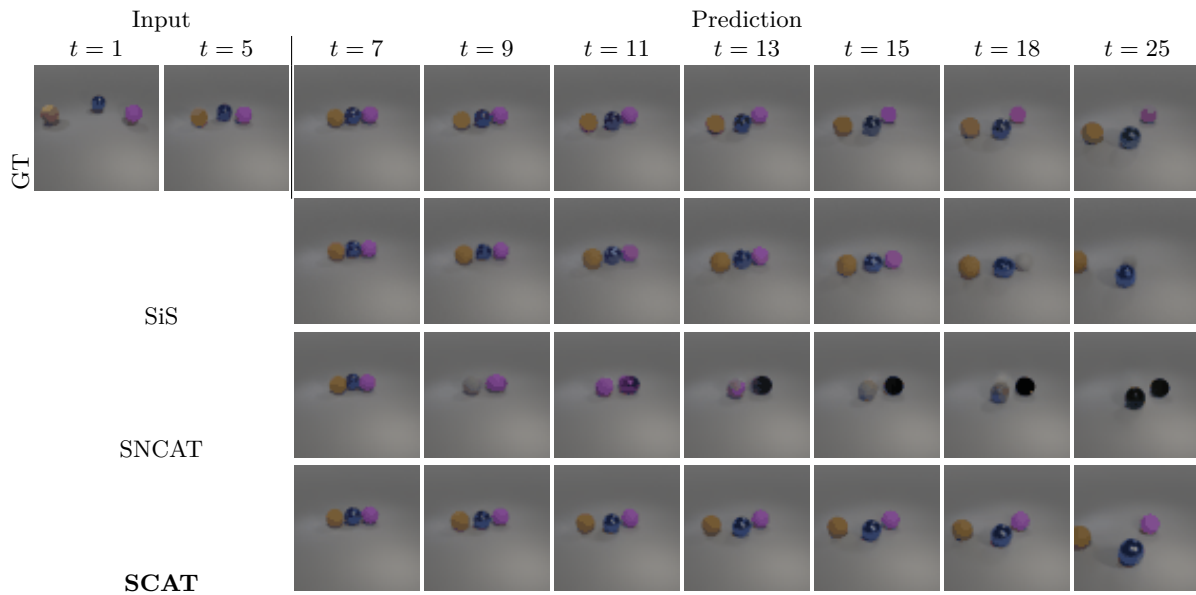 Input Prediction
t = 1 t = 5 t = 7 t = 9 t = 11 t = 13 t = 15 t = 18 t = 25
GT
SiS
SNCAT
SCAT